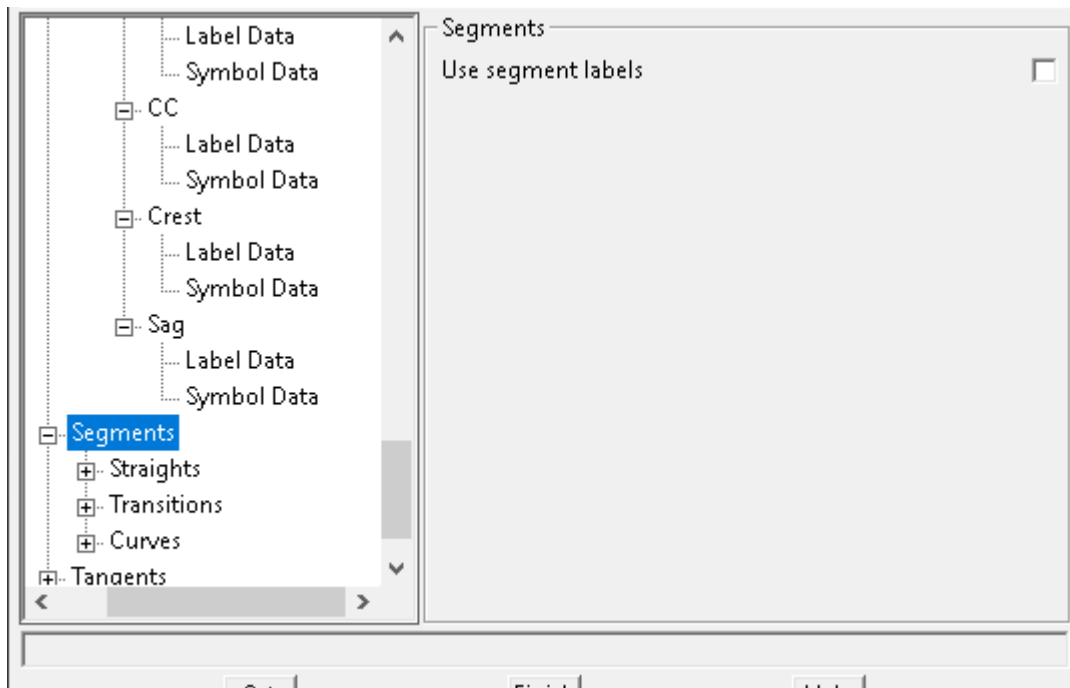 Label Data
Symbol Data
CC
Label Data
Symbol Data
Crest
Label Data
Symbol Data
Sag
Label Data
Symbol Data
Segments
Straights
Transitions
Curves
Tangents
Segments
Use segment labels